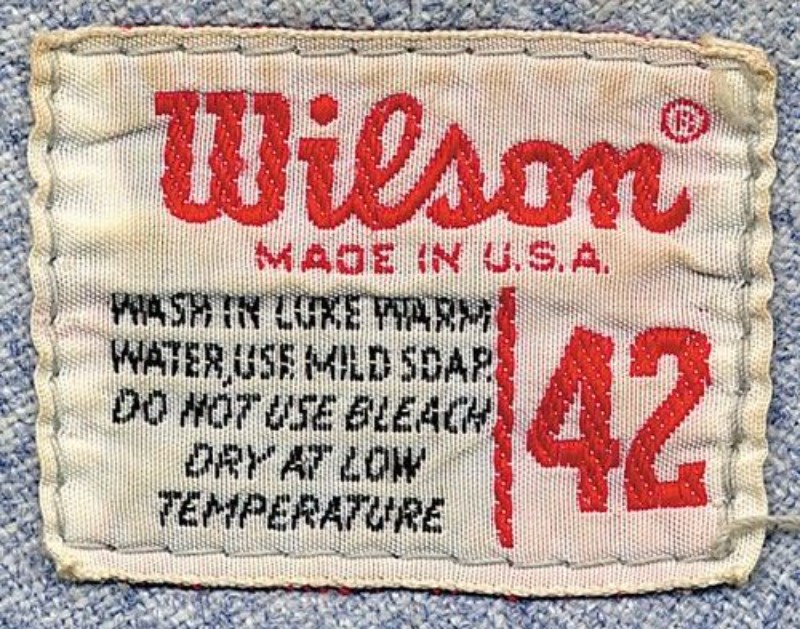 Wilson®
MADE IN U.S.A.
WASH IN LUKE WARM
WATER,USE MILD SOAP.
DO NOT USE BLEACH
DRY AT LOW
TEMPERATURE
42